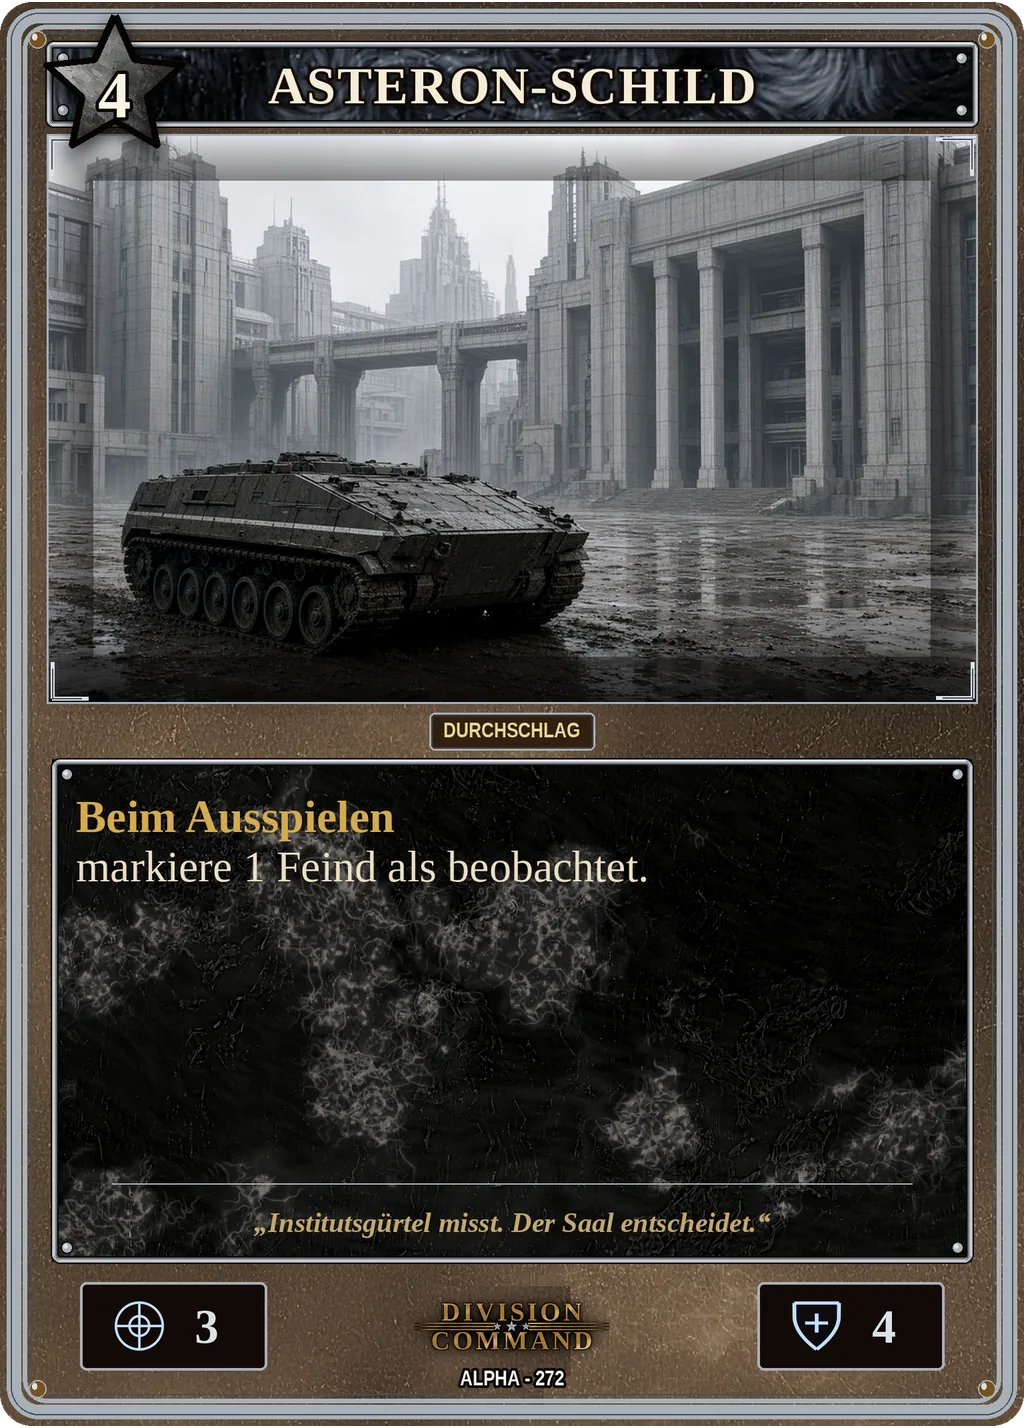 4
ASTERON-SCHILD
DURCHSCHLAG
Beim Ausspielen
markiere 1 Feind als beobachtet.
„Institutsgürtel misst. Der Saal entscheidet.“
3
DIVISION
COMMAND
4
ALPHA - 272